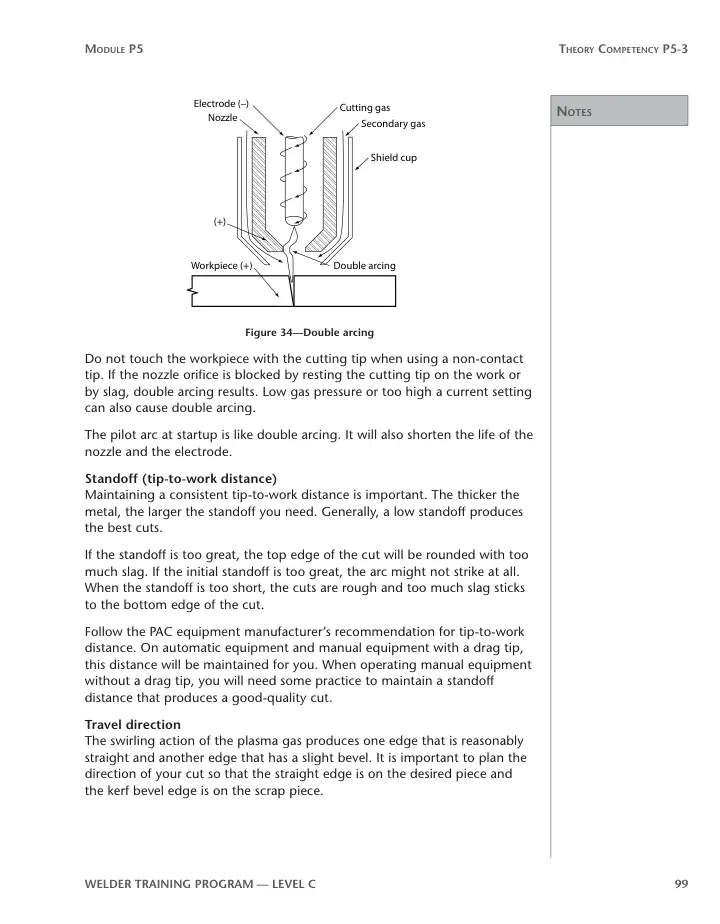 MODULE P5
THEORY COMPETENCY P5-3
NOTES
Electrode (–)
Nozzle
Cutting gas
Secondary gas
Shield cup
(+)
Workpiece (+)
Double arcing
Figure 34—Double arcing
Do not touch the workpiece with the cutting tip when using a non-contact
tip. If the nozzle orifice is blocked by resting the cutting tip on the work or
by slag, double arcing results. Low gas pressure or too high a current setting
can also cause double arcing.
The pilot arc at startup is like double arcing. It will also shorten the life of the
nozzle and the electrode.
Standoff (tip-to-work distance)
Maintaining a consistent tip-to-work distance is important. The thicker the
metal, the larger the standoff you need. Generally, a low standoff produces
the best cuts.
If the standoff is too great, the top edge of the cut will be rounded with too
much slag. If the initial standoff is too great, the arc might not strike at all.
When the standoff is too short, the cuts are rough and too much slag sticks
to the bottom edge of the cut.
Follow the PAC equipment manufacturer’s recommendation for tip-to-work
distance. On automatic equipment and manual equipment with a drag tip,
this distance will be maintained for you. When operating manual equipment
without a drag tip, you will need some practice to maintain a standoff
distance that produces a good-quality cut.
Travel direction
The swirling action of the plasma gas produces one edge that is reasonably
straight and another edge that has a slight bevel. It is important to plan the
direction of your cut so that the straight edge is on the desired piece and
the kerf bevel edge is on the scrap piece.
WELDER TRAINING PROGRAM — LEVEL C
99